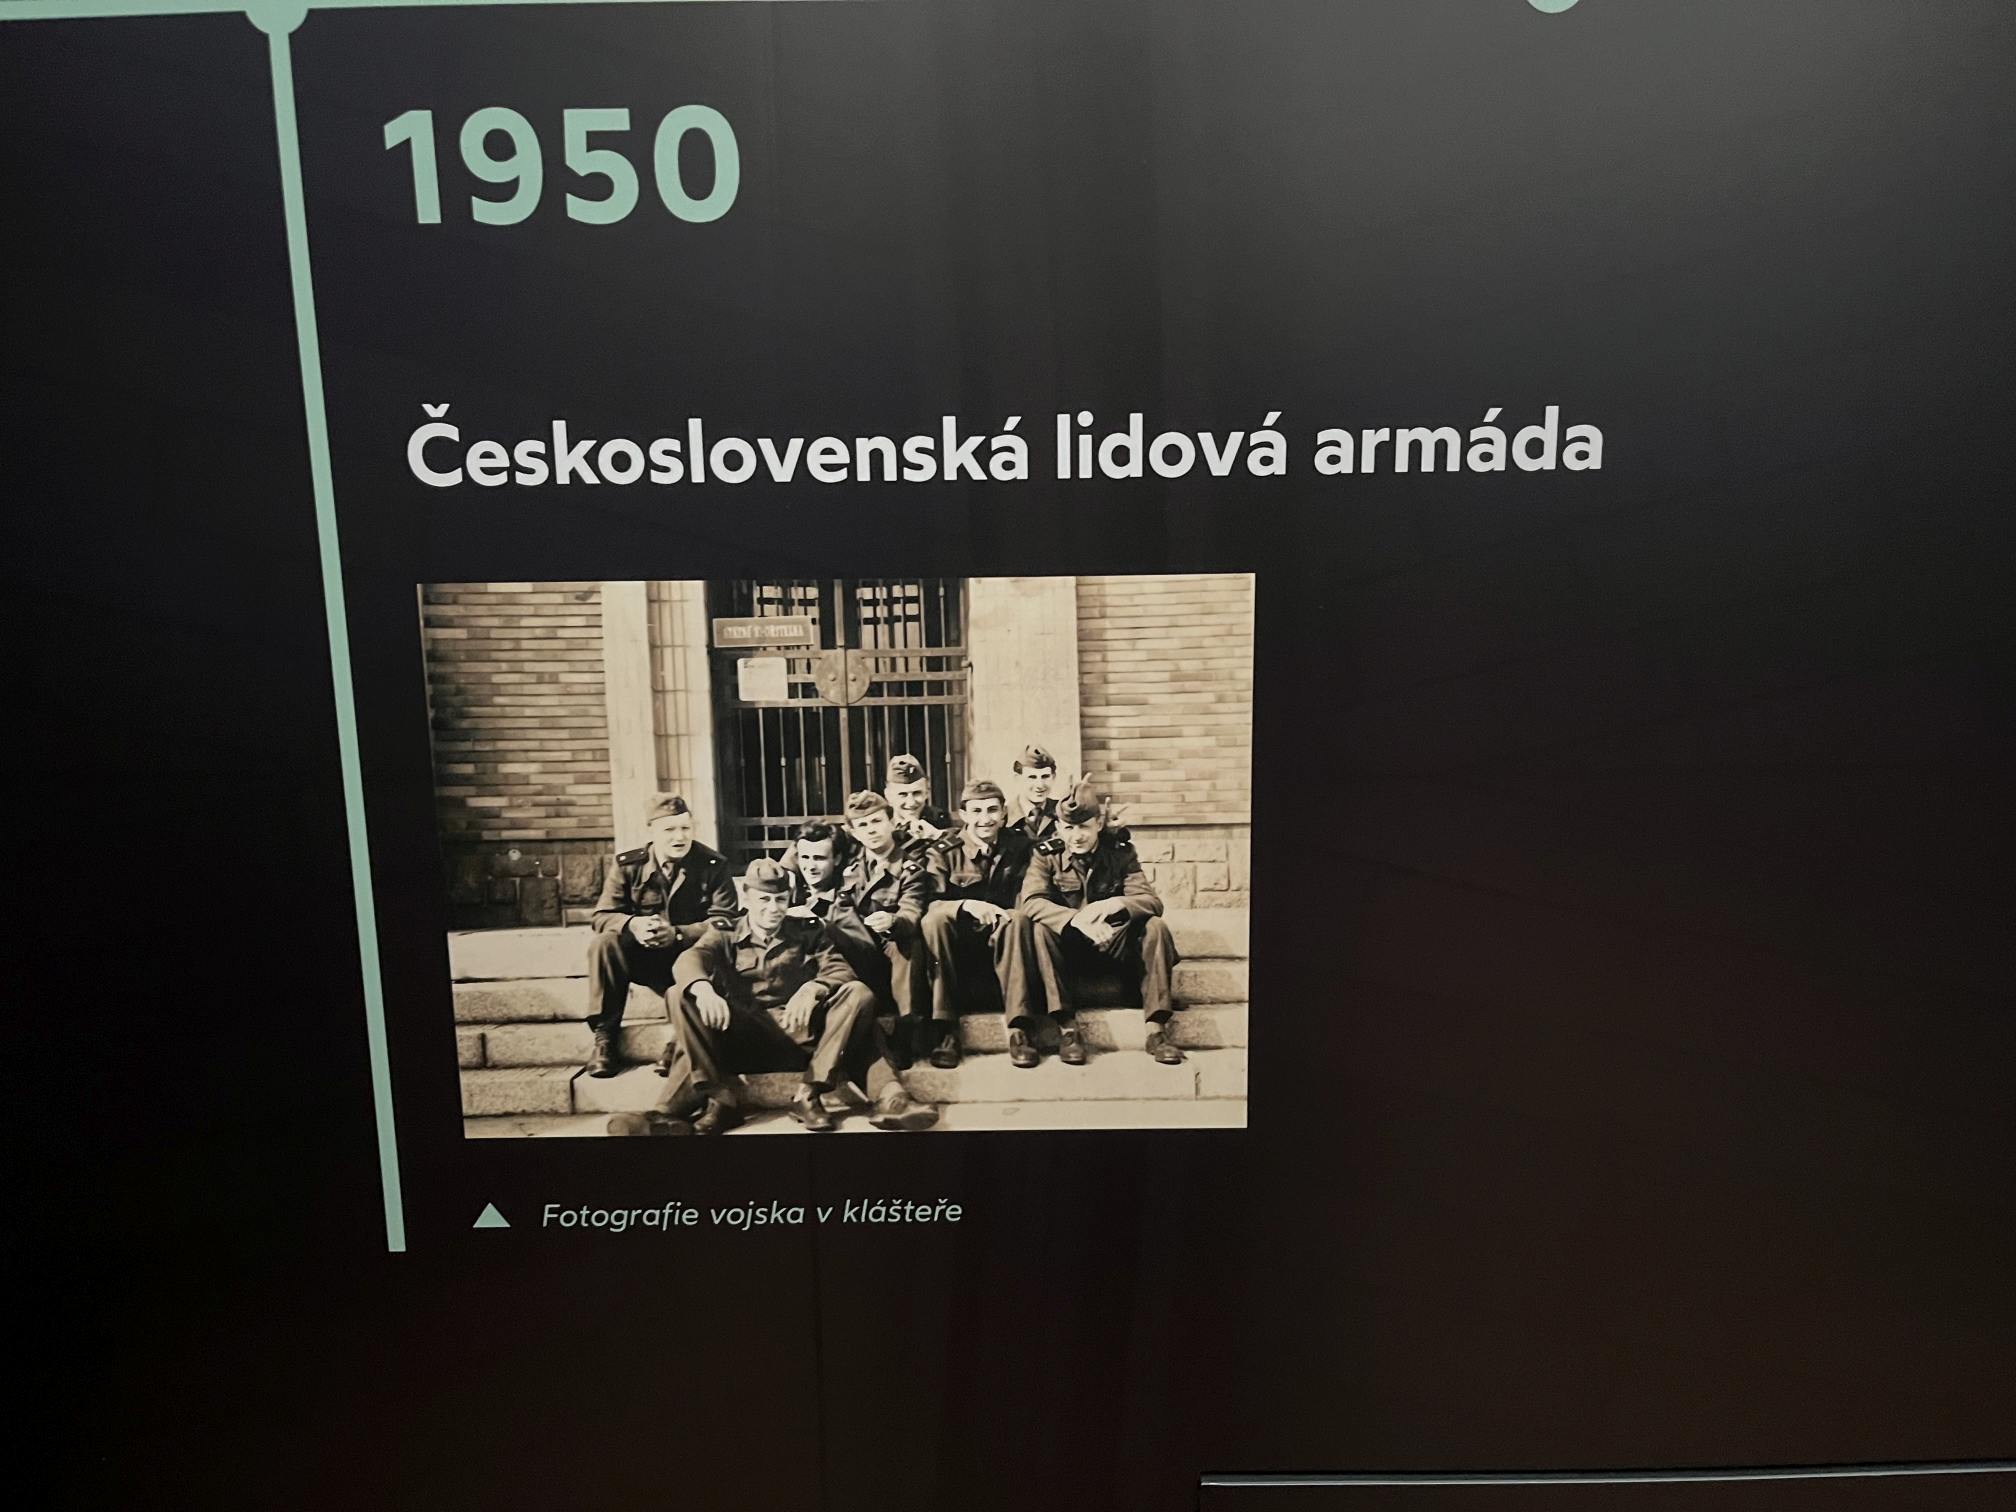 1950
Československá lidová armáda
Fotografie vojska v klášteře